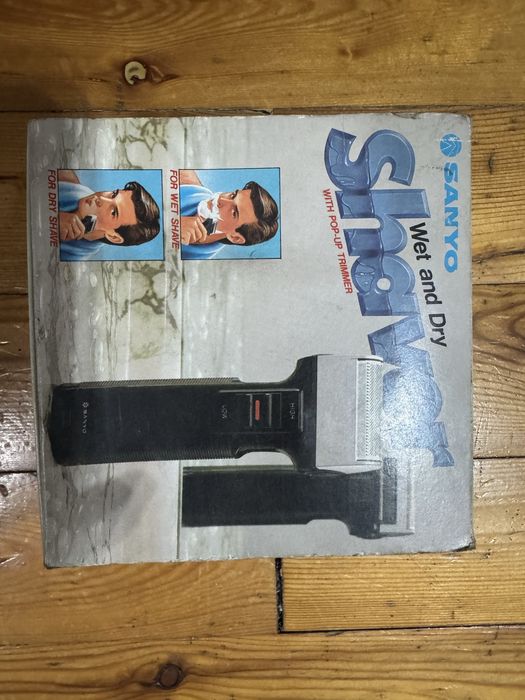 SANYO
Shaver
Wet and Dry
WITH POP-UP TRIMMER
FOR WET SHAVE
FOR DRY SHAVE
HIGH
LOW
SANYO